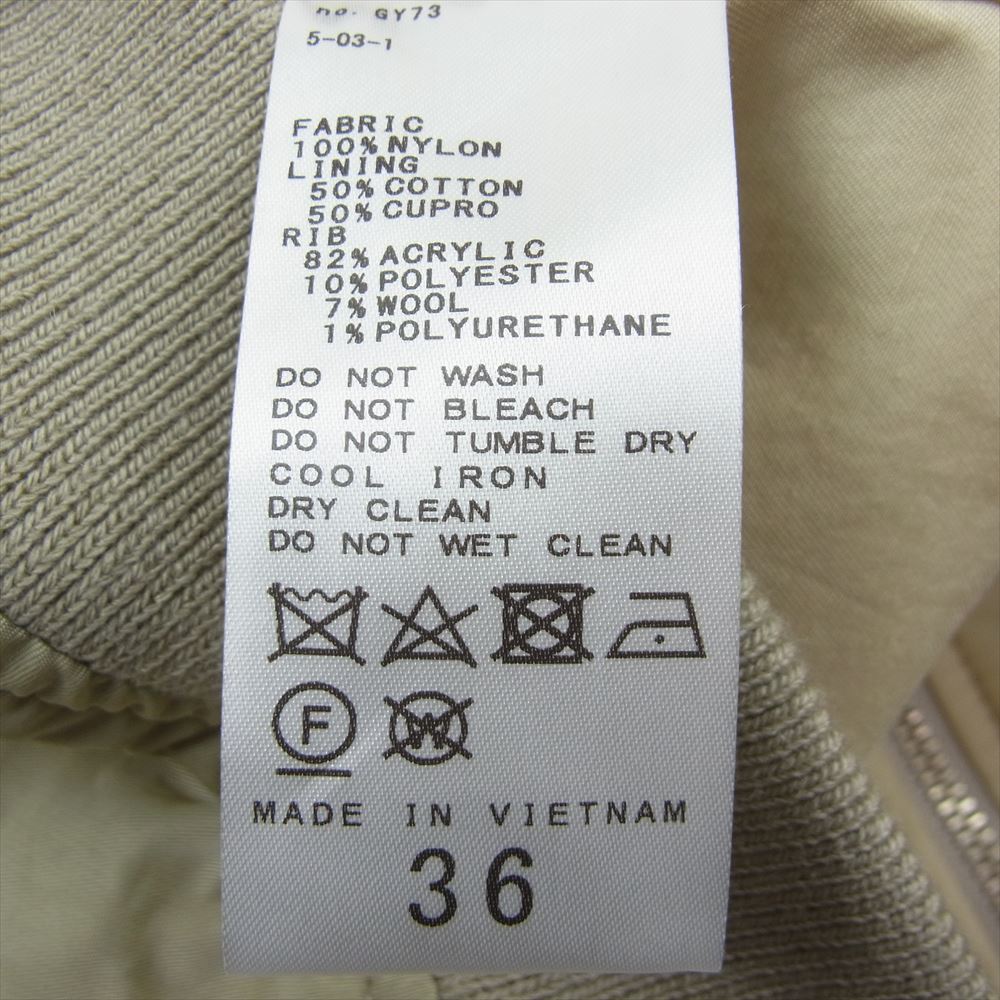 no. GY73
5-03-1
FABRIC
100% NYLON
LINING
50% COTTON
50% CUPRO
RIB
82% ACRYLIC
10% POLYESTER
7% WOOL
1% POLYURETHANE
DO NOT WASH
DO NOT BLEACH
DO NOT TUMBLE DRY
COOL IRON
DRY CLEAN
DO NOT WET CLEAN
F W
MADE IN VIETNAM
36